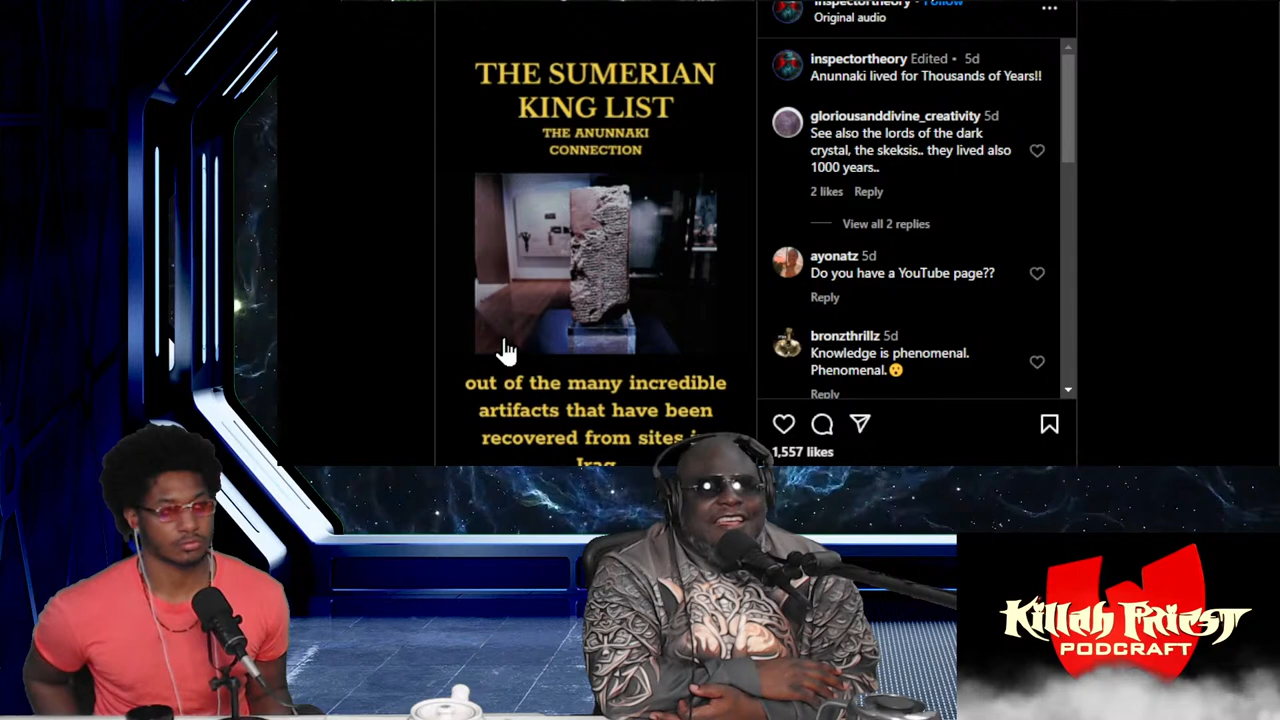 THE SUMERIAN
KING LIST
THE ANUNNAKI
CONNECTION
out of the many incredible
artifacts that have been
recovered from sites
Iraq
inspectortheory • Follow
Original audio
inspectortheory Edited • 5d
Anunnaki lived for Thousands of Years!!
gloriousanddivine_creativity 5d
See also the lords of the dark
crystal, the skeksis.. they lived also
1000 years..
2 likes Reply
View all 2 replies
ayonatz 5d
Do you have a YouTube page??
Reply
bronzthrillz 5d
Knowledge is phenomenal.
Phenomenal.😮
Reply
1,557 likes
Killah Priest
PODCRAFT